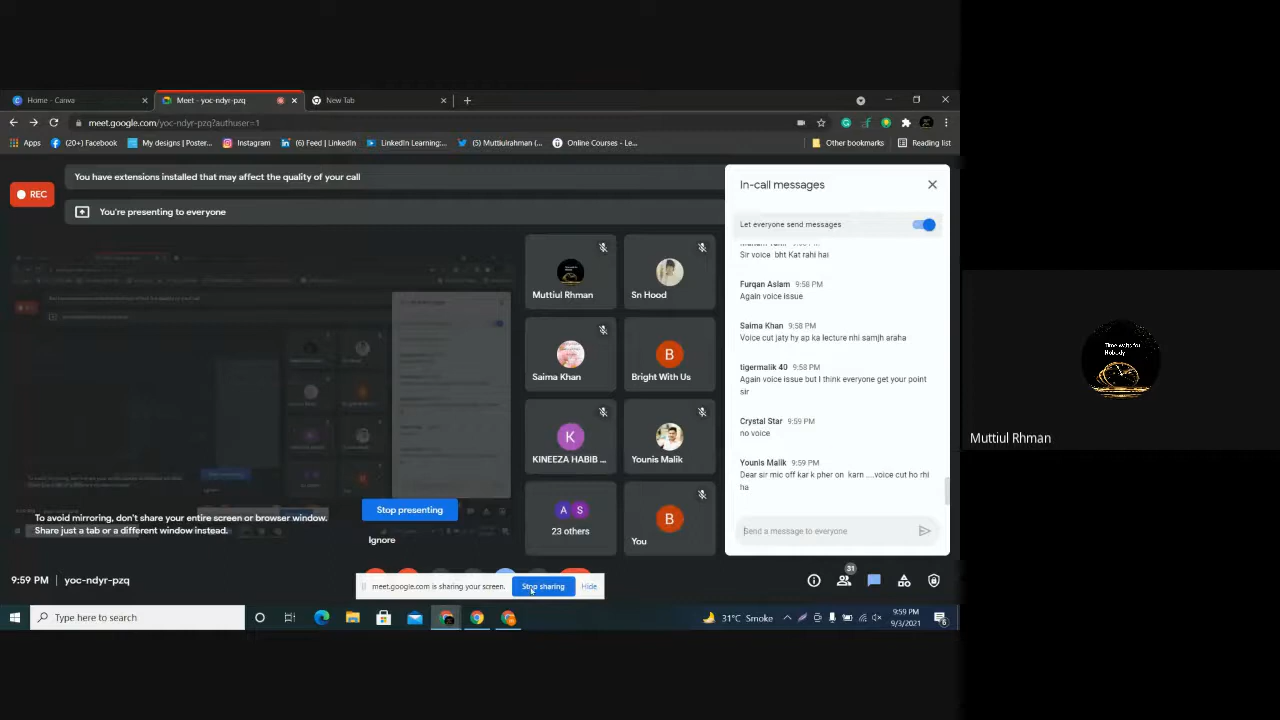 Home - Canva
Meet - yoc-ndyr-pzq
New Tab
meet.google.com/yoc-ndyr-pzq?authuser=1
Apps
(20+) Facebook
My designs | Poster...
Instagram
(6) Feed | LinkedIn
LinkedIn Learning:...
(5) Muttiulrahman (...
Online Courses - Le...
Other bookmarks
Reading list
You have extensions installed that may affect the quality of your call
REC
You're presenting to everyone
In-call messages
Let everyone send messages
Sir voice bht Kat rahi hai
Furqan Aslam 9:58 PM
Again voice issue
Saima Khan 9:58 PM
Voice cut jaty hy ap ka lecture nhi samjh araha
tigermalik 40 9:58 PM
Again voice issue but I think everyone get your point
sir
Crystal Star 9:59 PM
no voice
Younis Malik 9:59 PM
Dear sir mic off kar k pher on karn ....voice cut ho rhi
ha
Send a message to everyone
Muttiul Rhman
Sn Hood
Saima Khan
B
Bright With Us
K
KINEEZA HABIB ...
Younis Malik
A S
23 others
B
You
To avoid mirroring, don't share your entire screen or browser window.
Share just a tab or a different window instead.
Stop presenting
Ignore
9:59 PM | yoc-ndyr-pzq
meet.google.com is sharing your screen.
Stop sharing
Hide
31
Type here to search
31°C Smoke
9:59 PM
9/3/2021
6
Time waits for
Nobody
Muttiul Rhman